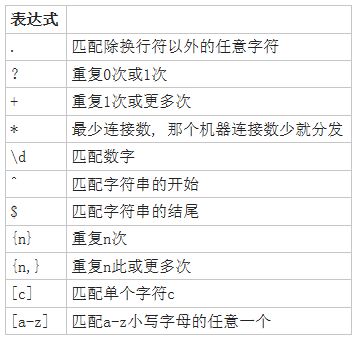 表达式
. 匹配除换行符以外的任意字符
? 重复0次或1次
+ 重复1次或更多次
* 最少连接数, 那个机器连接数少就分发
\d 匹配数字
^ 匹配字符串的开始
$ 匹配字符串的结尾
{n} 重复n次
{n,} 重复n此或更多次
[c] 匹配单个字符c
[a-z] 匹配a-z小写字母的任意一个